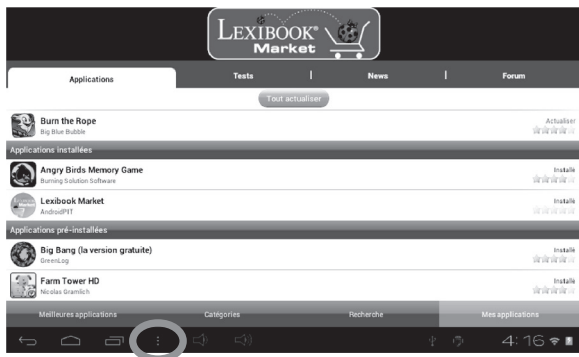 LEXIBOOK®
Market
Applications
Tests | News | Forum
Tout actualiser
Burn the Rope
Big Blue Bubble
Actualiser
Applications installées
Angry Birds Memory Game
Burning Solution Software
Installé
Lexibook Market
AndroidPIT
Installé
Applications pré-installées
Big Bang (la version gratuite)
GreenLog
Installé
Farm Tower HD
Nicolas Gramlich
Installé
Meilleures applications
Catégories
Recherche
Mes applications
4:16